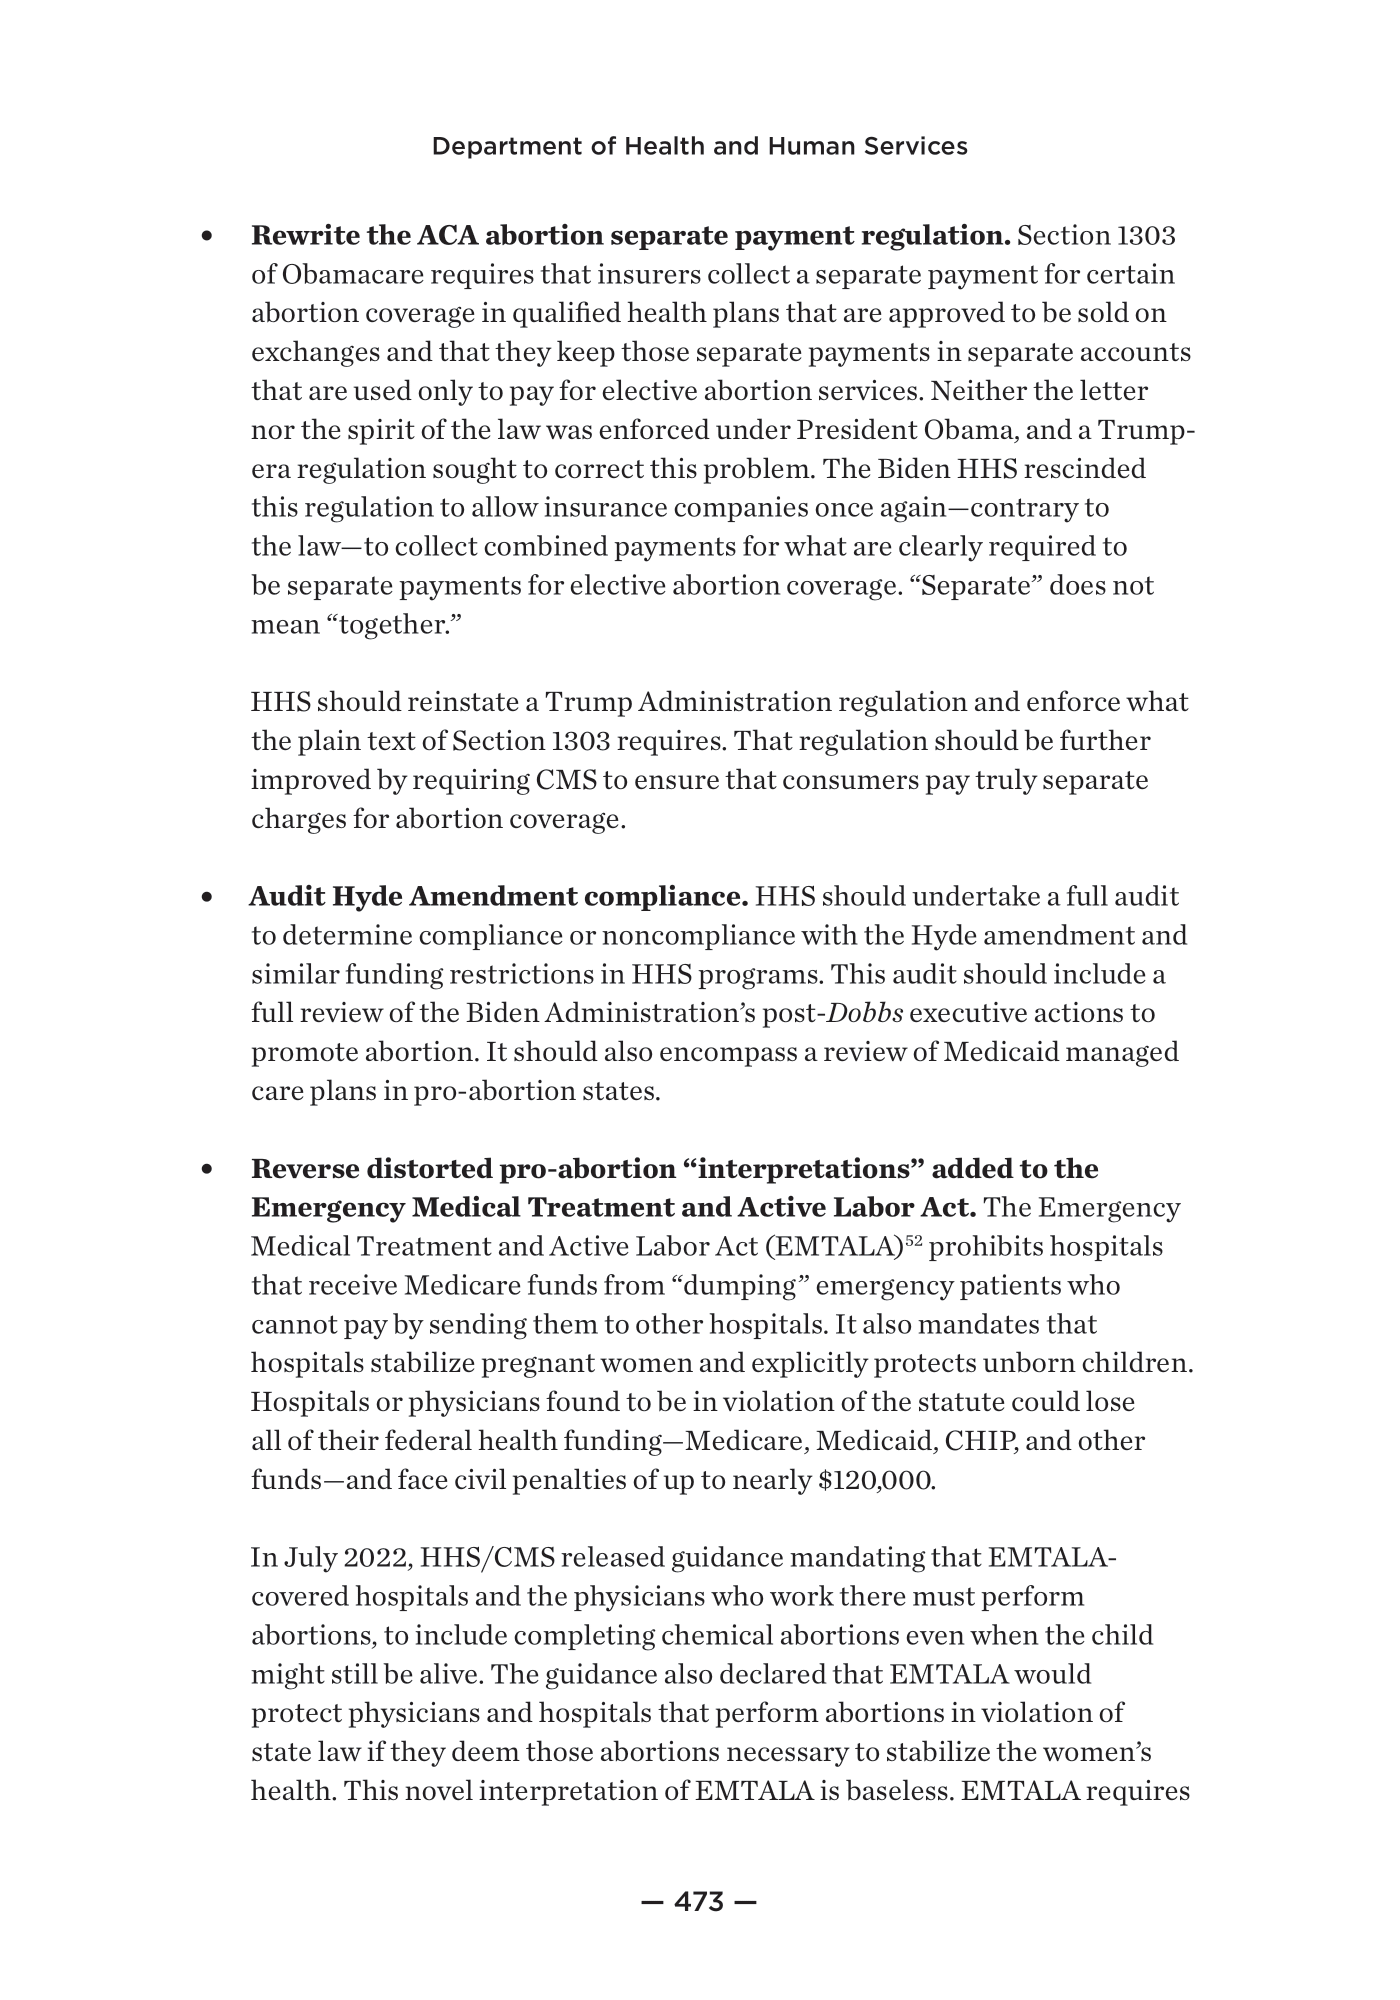 Department of Health and Human Services
• Rewrite the ACA abortion separate payment regulation. Section 1303
of Obamacare requires that insurers collect a separate payment for certain
abortion coverage in qualified health plans that are approved to be sold on
exchanges and that they keep those separate payments in separate accounts
that are used only to pay for elective abortion services. Neither the letter
nor the spirit of the law was enforced under President Obama, and a Trump-
era regulation sought to correct this problem. The Biden HHS rescinded
this regulation to allow insurance companies once again—contrary to
the law—to collect combined payments for what are clearly required to
be separate payments for elective abortion coverage. “Separate” does not
mean “together.”
HHS should reinstate a Trump Administration regulation and enforce what
the plain text of Section 1303 requires. That regulation should be further
improved by requiring CMS to ensure that consumers pay truly separate
charges for abortion coverage.
• Audit Hyde Amendment compliance. HHS should undertake a full audit
to determine compliance or noncompliance with the Hyde amendment and
similar funding restrictions in HHS programs. This audit should include a
full review of the Biden Administration’s post-Dobbs executive actions to
promote abortion. It should also encompass a review of Medicaid managed
care plans in pro-abortion states.
• Reverse distorted pro-abortion “interpretations” added to the
Emergency Medical Treatment and Active Labor Act. The Emergency
Medical Treatment and Active Labor Act (EMTALA)52 prohibits hospitals
that receive Medicare funds from “dumping” emergency patients who
cannot pay by sending them to other hospitals. It also mandates that
hospitals stabilize pregnant women and explicitly protects unborn children.
Hospitals or physicians found to be in violation of the statute could lose
all of their federal health funding—Medicare, Medicaid, CHIP, and other
funds—and face civil penalties of up to nearly $120,000.
In July 2022, HHS/CMS released guidance mandating that EMTALA-
covered hospitals and the physicians who work there must perform
abortions, to include completing chemical abortions even when the child
might still be alive. The guidance also declared that EMTALA would
protect physicians and hospitals that perform abortions in violation of
state law if they deem those abortions necessary to stabilize the women’s
health. This novel interpretation of EMTALA is baseless. EMTALA requires
— 473 —